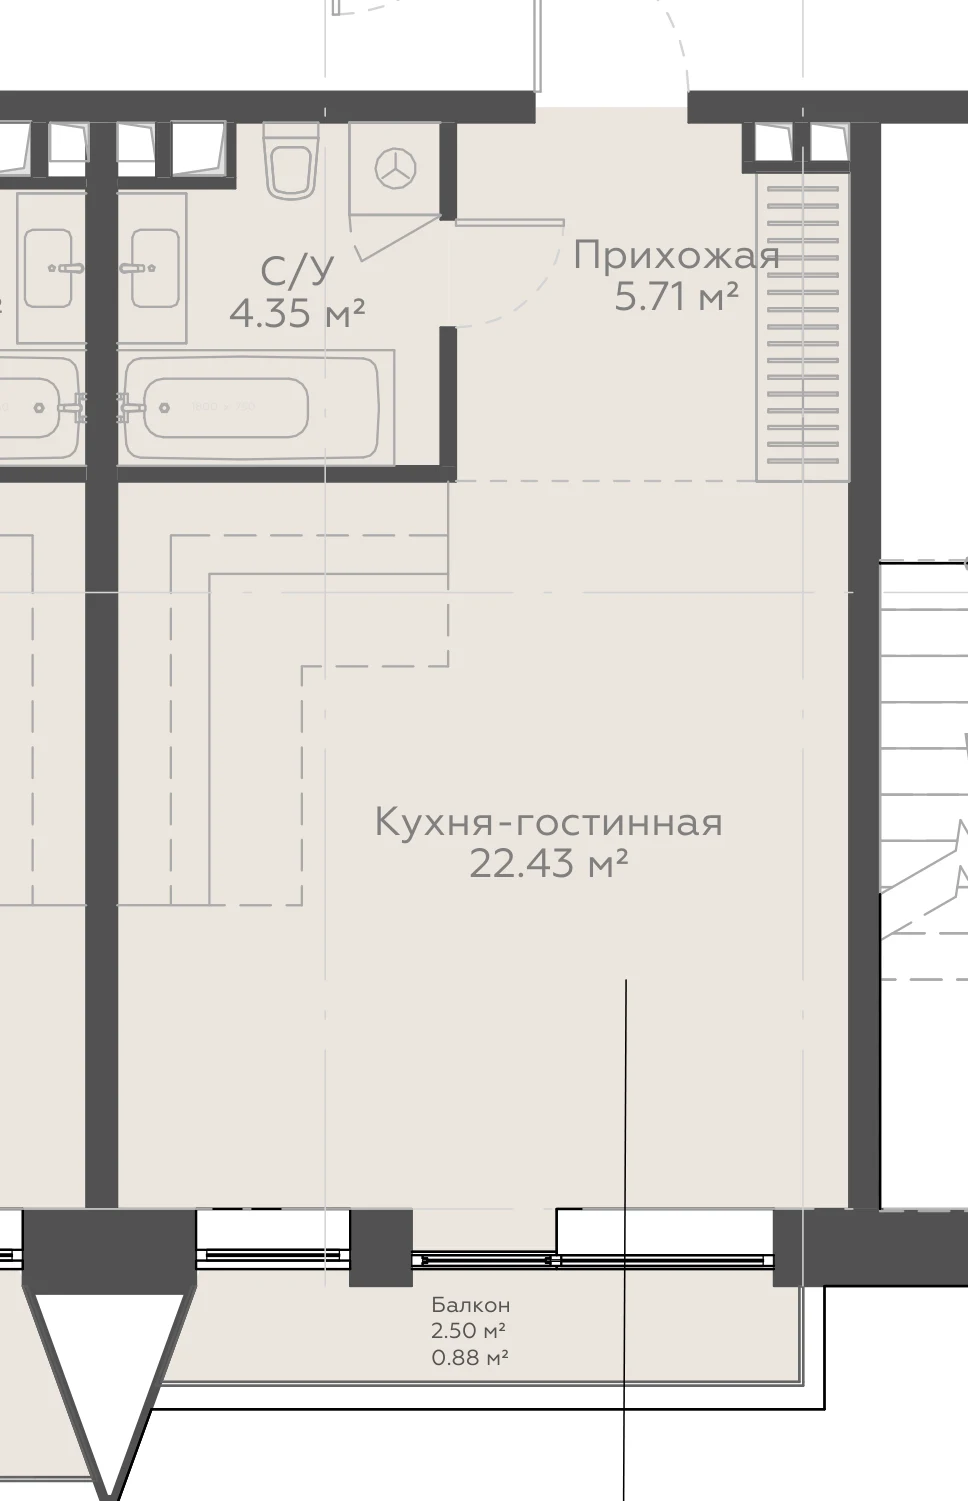 Прихожая
5.71 м²
С/У
4.35 м²
²
Кухня-гостинная
22.43 м²
Балкон
2.50 м²
0.88 м²